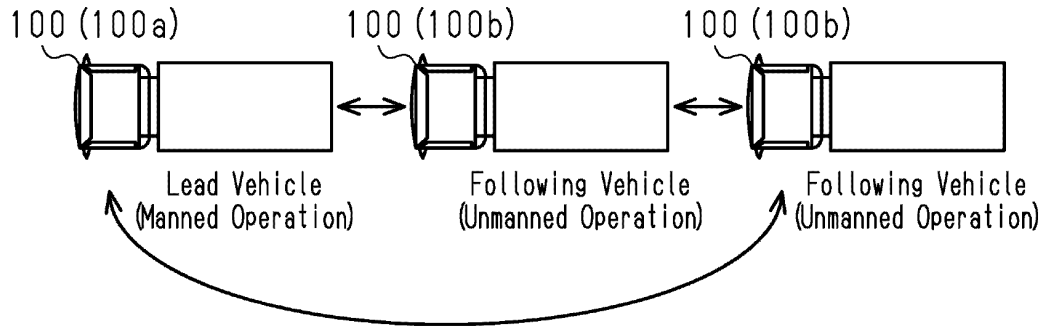 100 (100a)
100 (100b)
100 (100b)
Lead Vehicle
(Manned Operation)
Following Vehicle
(Unmanned Operation)
Following Vehicle
(Unmanned Operation)